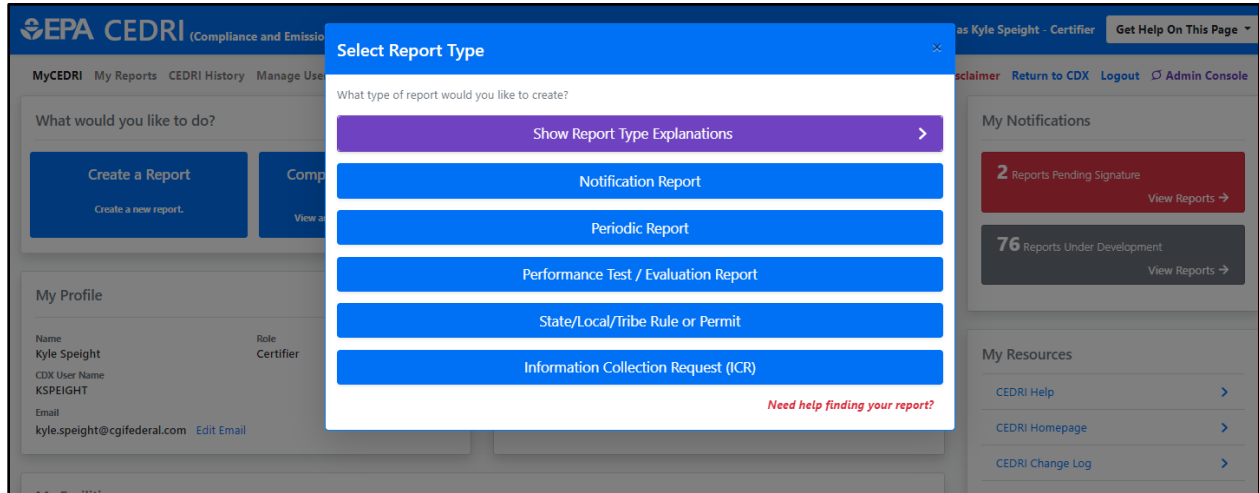 EPA CEDRI (Compliance and Emissio
as Kyle Speight - Certifier
Get Help On This Page
MyCEDRI My Reports CEDRI History Manage Use
sclaimer Return to CDX Logout Admin Console
Select Report Type
×
What type of report would you like to create?
Show Report Type Explanations
Notification Report
Periodic Report
Performance Test / Evaluation Report
State/Local/Tribe Rule or Permit
Information Collection Request (ICR)
Need help finding your report?
What would you like to do?
Create a Report
Create a new report.
Comp
View a
My Profile
Name
Kyle Speight
Role
Certifier
CDX User Name
KSPEIGHT
Email
kyle.speight@cgifederal.com Edit Email
My Notifications
2 Reports Pending Signature
View Reports →
76 Reports Under Development
View Reports →
My Resources
CEDRI Help
CEDRI Homepage
CEDRI Change Log